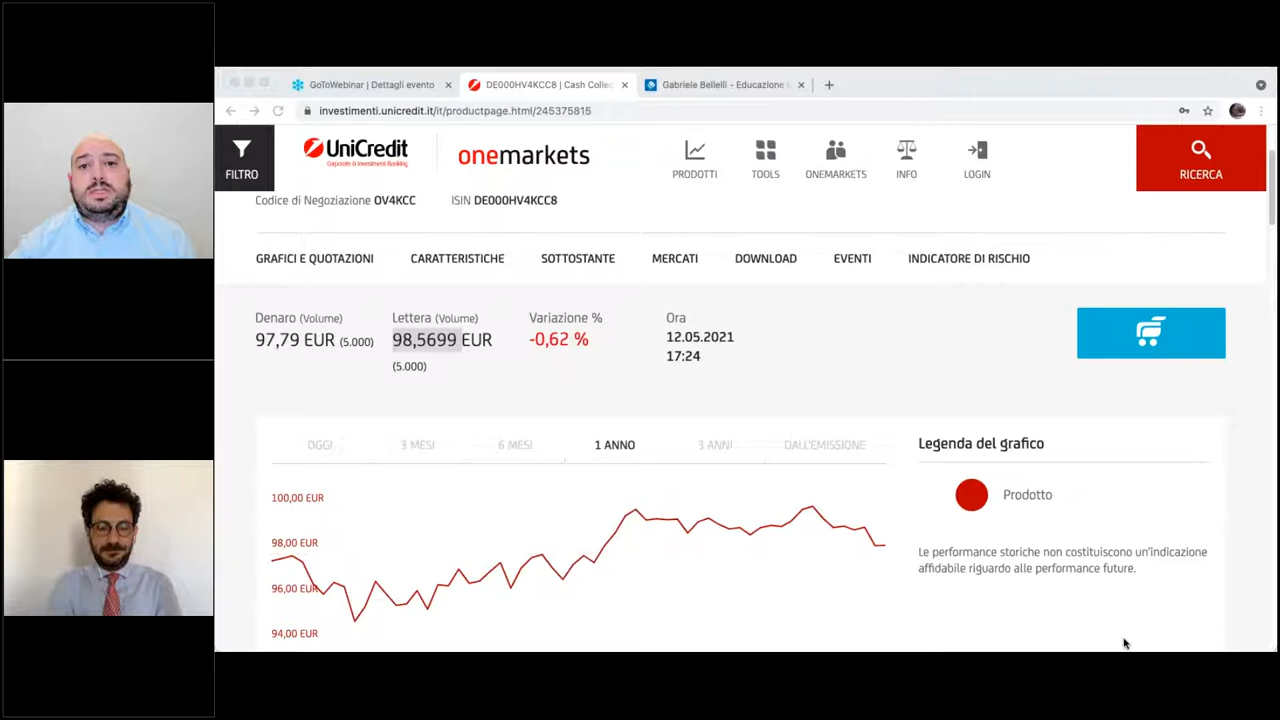 GoToWebinar | Dettagli evento
DE000HV4KCC8 | Cash Collec
Gabriele Bellelli - Educazione
investimenti.unicredit.it/it/productpage.html/245375815
FILTRO
UniCredit
Corporate & Investment Banking
onemarkets
PRODOTTI
TOOLS
ONEMARKETS
INFO
LOGIN
RICERCA
Codice di Negoziazione OV4KCC
ISIN DE000HV4KCC8
GRAFICI E QUOTAZIONI
CARATTERISTICHE
SOTTOSTANTE
MERCATI
DOWNLOAD
EVENTI
INDICATORE DI RISCHIO
Denaro (Volume)
97,79 EUR (5.000)
Lettera (Volume)
98,5699 EUR
(5.000)
Variazione %
-0,62 %
Ora
12.05.2021
17:24
OGGI
3 MESI
6 MESI
1 ANNO
3 ANNI
DALL'EMISSIONE
100,00 EUR
98,00 EUR
96,00 EUR
94,00 EUR
Legenda del grafico
Prodotto
Le performance storiche non costituiscono un'indicazione
affidabile riguardo alle performance future.